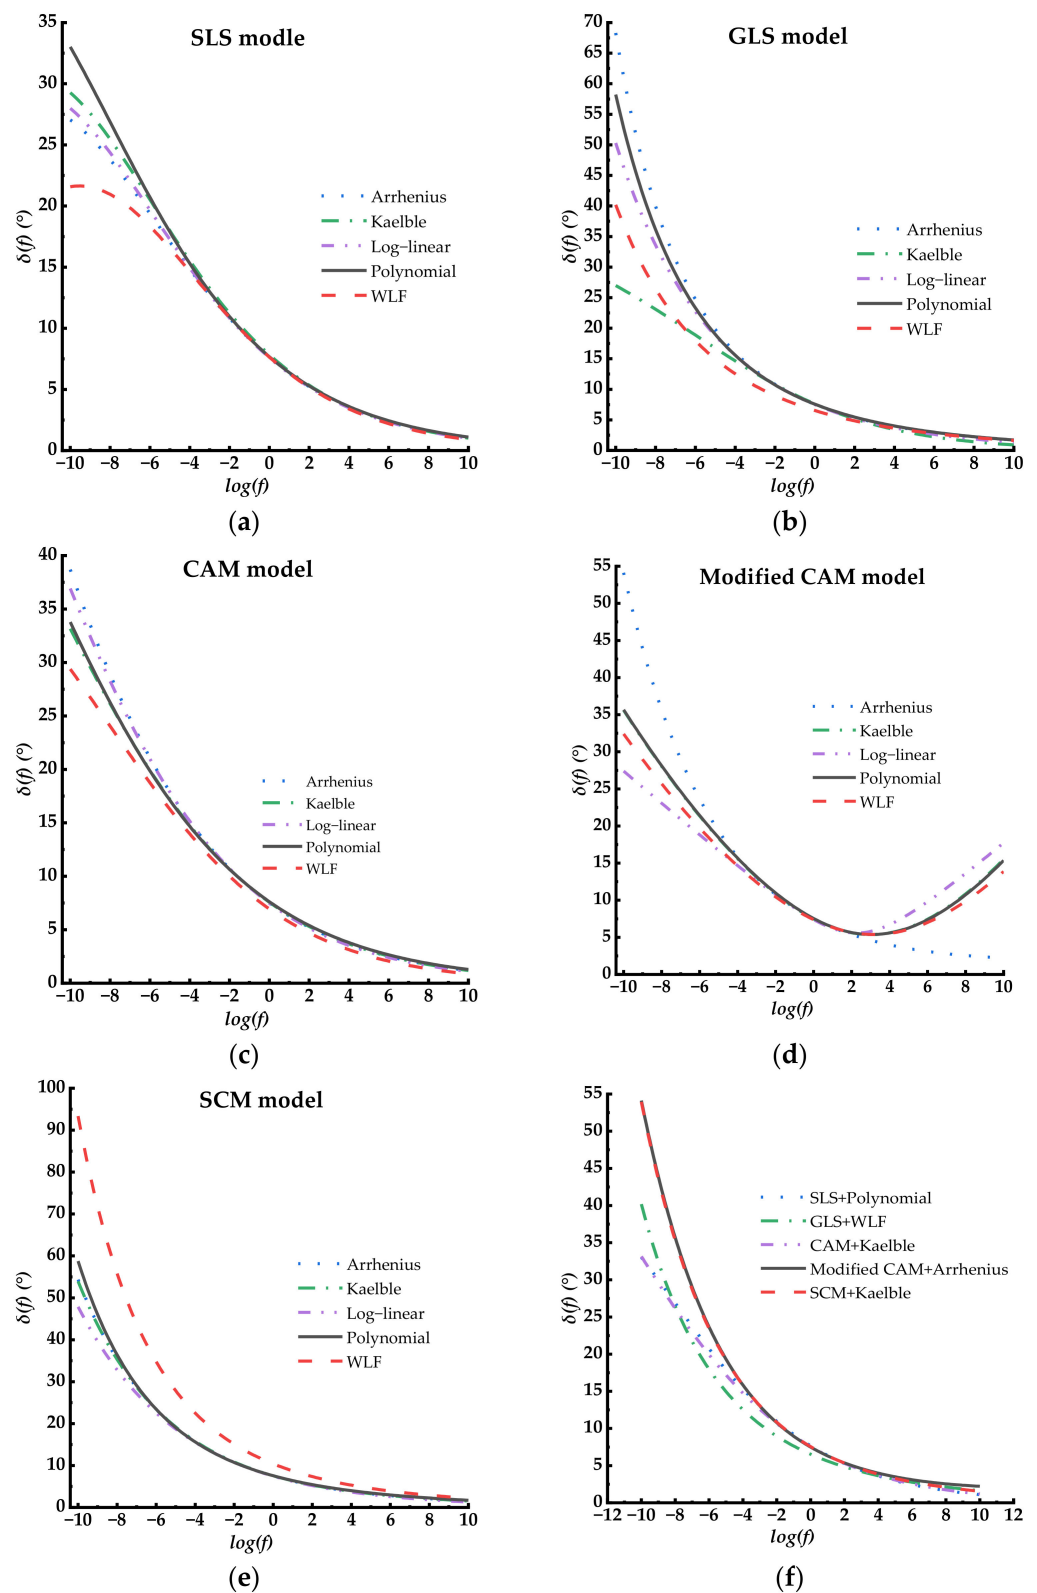 SLS modle
35
30
25
20
15
10
5
0
δ(f) (°)
Arrhenius
Kaelble
Log−linear
Polynomial
WLF
−10 −8 −6 −4 −2 0 2 4 6 8 10
log(f)
(a)
GLS model
70
65
60
55
50
45
40
35
30
25
20
15
10
5
0
δ(f) (°)
Arrhenius
Kaelble
Log−linear
Polynomial
WLF
−10 −8 −6 −4 −2 0 2 4 6 8 10
log(f)
(b)
CAM model
40
35
30
25
20
15
10
5
0
δ(f) (°)
Arrhenius
Kaelble
Log−linear
Polynomial
WLF
−10 −8 −6 −4 −2 0 2 4 6 8 10
log(f)
(c)
Modified CAM model
55
50
45
40
35
30
25
20
15
10
5
0
δ(f) (°)
Arrhenius
Kaelble
Log−linear
Polynomial
WLF
−10 −8 −6 −4 −2 0 2 4 6 8 10
log(f)
(d)
SCM model
100
90
80
70
60
50
40
30
20
10
0
δ(f) (°)
Arrhenius
Kaelble
Log−linear
Polynomial
WLF
−10 −8 −6 −4 −2 0 2 4 6 8 10
log(f)
(e)
55
50
45
40
35
30
25
20
15
10
5
0
δ(f) (°)
SLS+Polynomial
GLS+WLF
CAM+Kaelble
Modified CAM+Arrhenius
SCM+Kaelble
−12 −10 −8 −6 −4 −2 0 2 4 6 8 10 12
log(f)
(f)